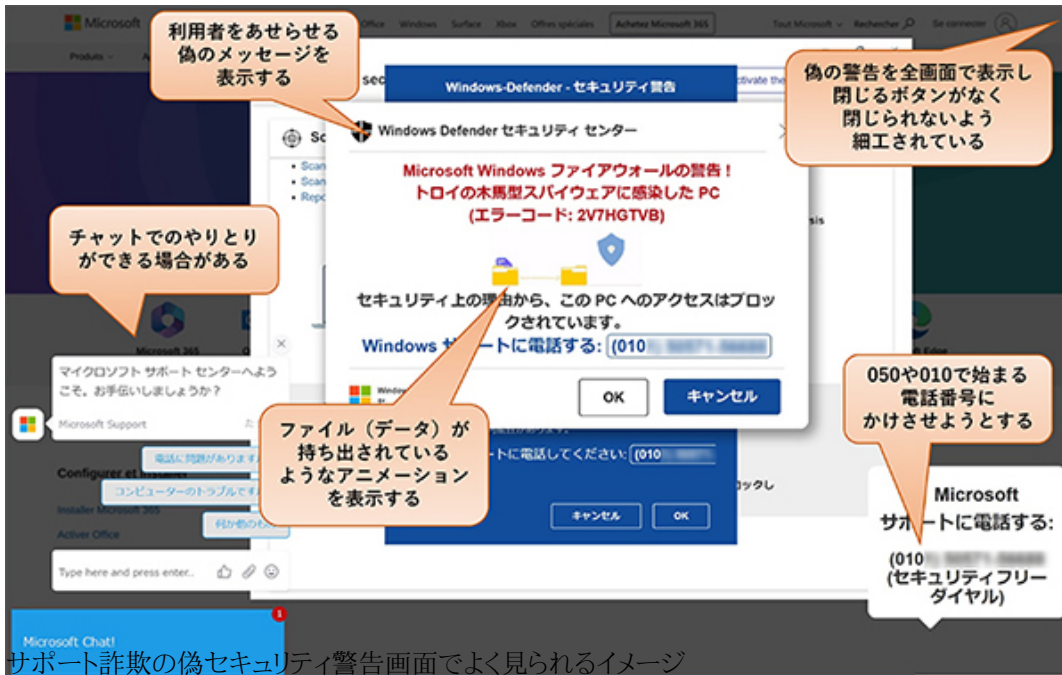 Microsoft
Office
Windows
Surface
Xbox
Offres spéciales
Achetez Microsoft 365
Tout Microsoft
Rechercher
Se connecter
Produits
利用者をあせらせる
偽のメッセージを
表示する
偽の警告を全画面で表示し
閉じるボタンがなく
閉じられないよう
細工されている
Windows-Defender - セキュリティ警告
Windows Defender セキュリティ センター
Microsoft Windows ファイアウォールの警告！
トロイの木馬型スパイウェアに感染した PC
(エラーコード: 2V7HGTVB)
チャットでのやりとり
ができる場合がある
セキュリティ上の理由から、この PC へのアクセスはブロッ
クされています。
Windows サポートに電話する: (010
OK
キャンセル
Microsoft 365
マイクロソフト サポート センターへよう
こそ。お手伝いしましょうか？
Microsoft Support
ファイル（データ）が
持ち出されている
ようなアニメーション
を表示する
050や010で始まる
電話番号に
かけさせようとする
トに電話してください: (010
キャンセル
OK
Configurer et installer
コンピューターのトラブルです
Installer Microsoft 365
Activer Office
Type here and press enter..
Microsoft
サポートに電話する:
(010
(セキュリティフリー
ダイヤル)
1
Microsoft Chat!
サポート詐欺の偽セキュリティ警告画面でよく見られるイメージ